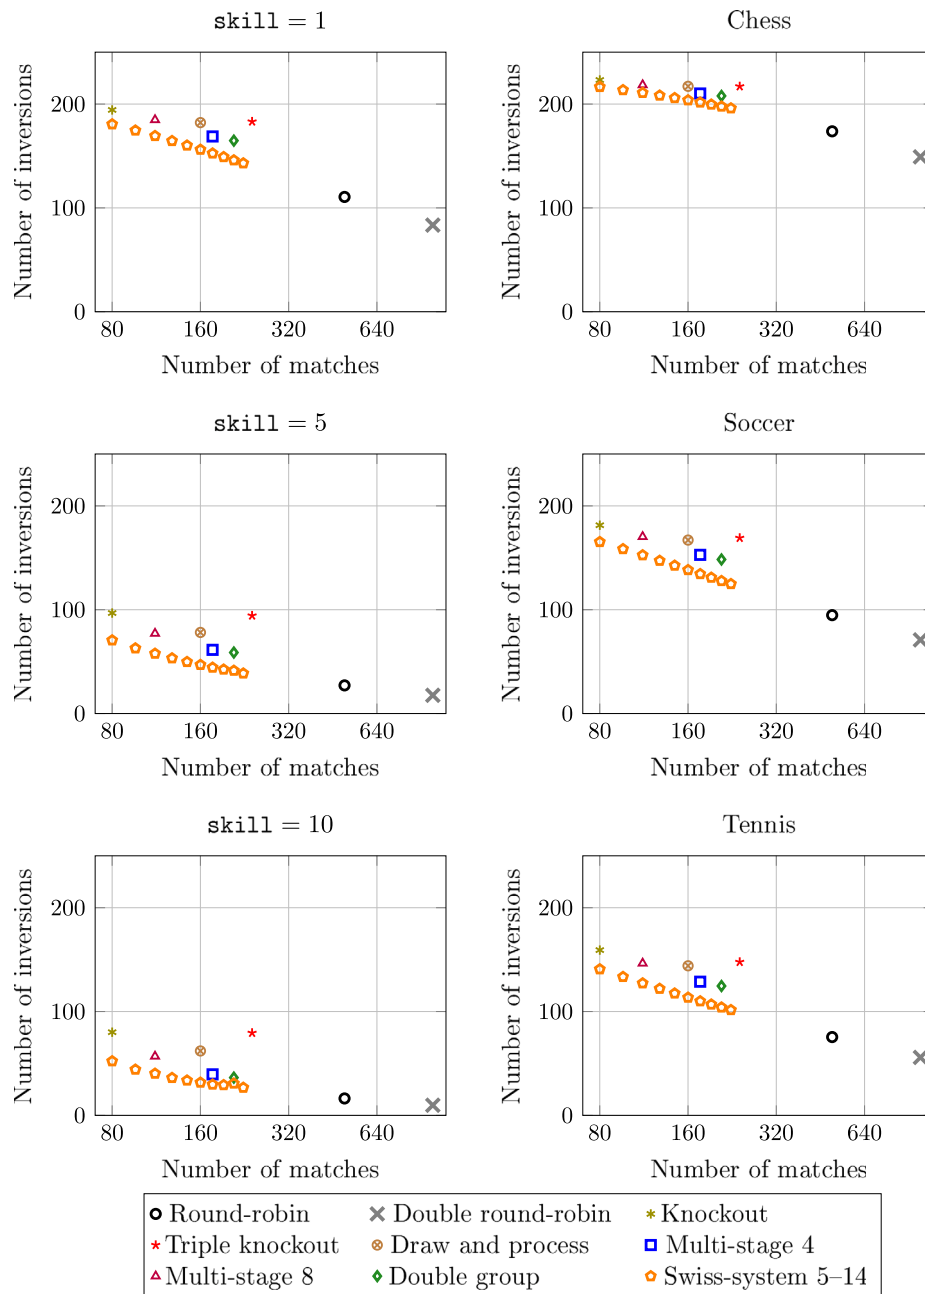 skill = 1
Number of inversions
200
100
0
80 160 320 640
Number of matches
Chess
Number of inversions
200
100
0
80 160 320 640
Number of matches
skill = 5
Number of inversions
200
100
0
80 160 320 640
Number of matches
Soccer
Number of inversions
200
100
0
80 160 320 640
Number of matches
skill = 10
Number of inversions
200
100
0
80 160 320 640
Number of matches
Tennis
Number of inversions
200
100
0
80 160 320 640
Number of matches
Round-robin Double round-robin Knockout
Triple knockout Draw and process Multi-stage 4
Multi-stage 8 Double group Swiss-system 5–14